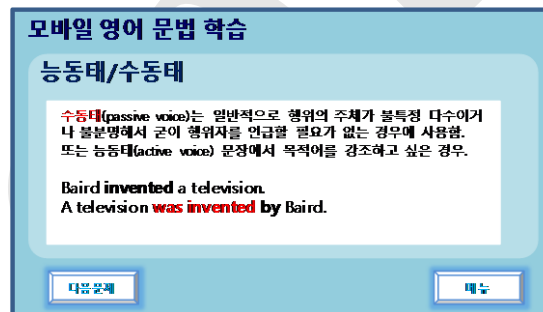 모바일 영어 문법 학습
능동태/수동태
수동태(passive voice)는 일반적으로 행위의 주체가 불특정 다수이거
나 불분명해서 굳이 행위자를 언급할 필요가 없는 경우에 사용함.
또는 능동태(active voice) 문장에서 목적어를 강조하고 싶은 경우.
Baird invented a television.
A television was invented by Baird.
다음문제
메뉴